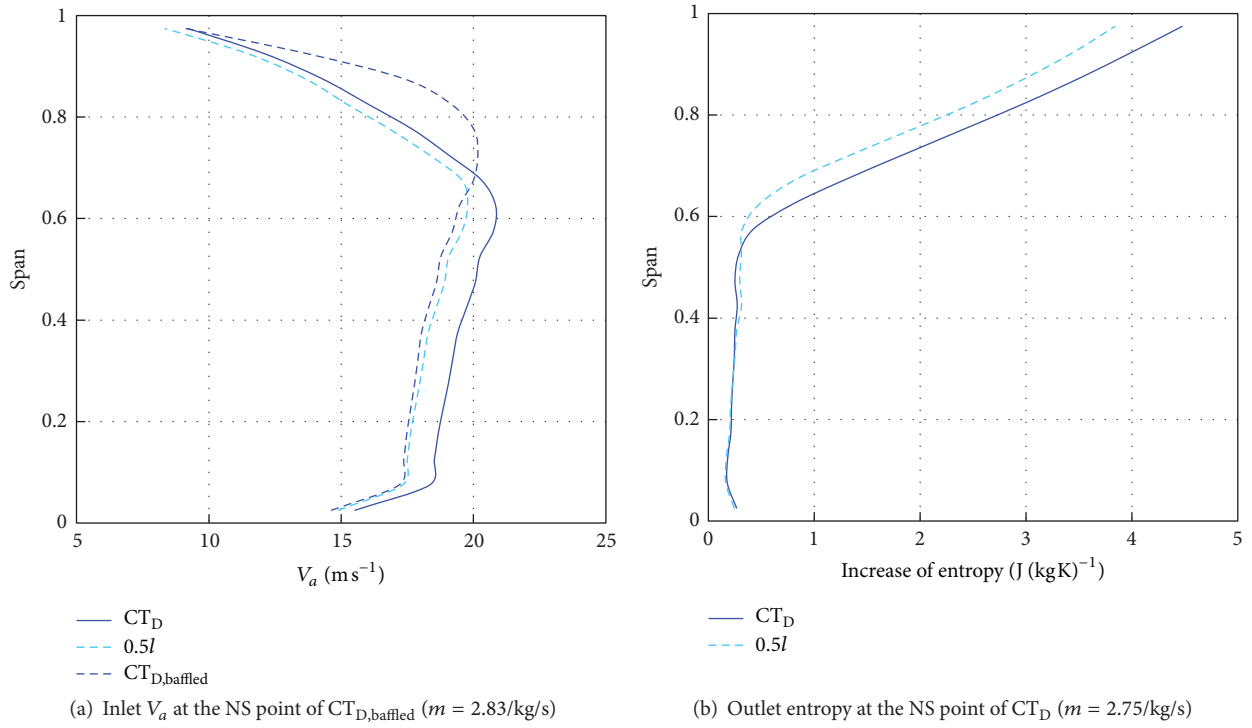 1
0.8
0.6
0.4
0.2
0
Span
5
10
15
20
25
V_a (m s⁻¹)
CT_D
0.5l
CT_D,baffled
(a) Inlet V_a at the NS point of CT_D,baffled (m = 2.83/kg/s)
1
0.8
0.6
0.4
0.2
0
Span
0
1
2
3
4
5
Increase of entropy (J (kg K)⁻¹)
CT_D
0.5l
(b) Outlet entropy at the NS point of CT_D (m = 2.75/kg/s)